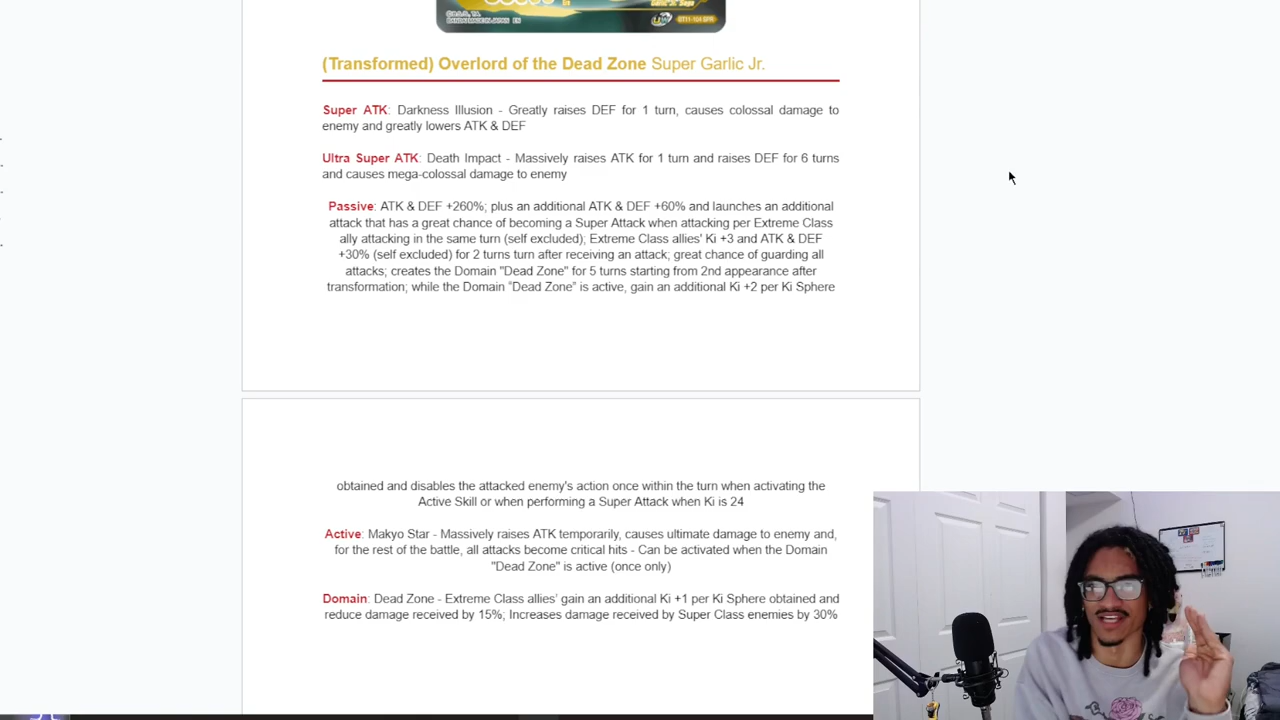 BANDAI MADE IN JAPAN EN
BT11-104 SPR
(Transformed) Overlord of the Dead Zone Super Garlic Jr.
Super ATK: Darkness Illusion - Greatly raises DEF for 1 turn, causes colossal damage to
enemy and greatly lowers ATK & DEF
Ultra Super ATK: Death Impact - Massively raises ATK for 1 turn and raises DEF for 6 turns
and causes mega-colossal damage to enemy
Passive: ATK & DEF +260%; plus an additional ATK & DEF +60% and launches an additional
attack that has a great chance of becoming a Super Attack when attacking per Extreme Class
ally attacking in the same turn (self excluded); Extreme Class allies' Ki +3 and ATK & DEF
+30% (self excluded) for 2 turns turn after receiving an attack; great chance of guarding all
attacks; creates the Domain "Dead Zone" for 5 turns starting from 2nd appearance after
transformation; while the Domain "Dead Zone" is active, gain an additional Ki +2 per Ki Sphere
obtained and disables the attacked enemy's action once within the turn when activating the
Active Skill or when performing a Super Attack when Ki is 24
Active: Makyo Star - Massively raises ATK temporarily, causes ultimate damage to enemy and,
for the rest of the battle, all attacks become critical hits - Can be activated when the Domain
"Dead Zone" is active (once only)
Domain: Dead Zone - Extreme Class allies' gain an additional Ki +1 per Ki Sphere obtained and
reduce damage received by 15%; Increases damage received by Super Class enemies by 30%